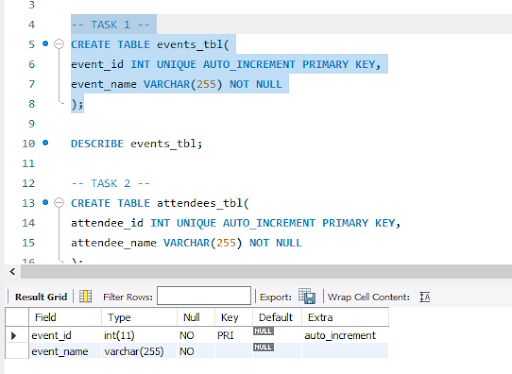 3
4 -- TASK 1 --
5 CREATE TABLE events_tbl(
6 event_id INT UNIQUE AUTO_INCREMENT PRIMARY KEY,
7 event_name VARCHAR(255) NOT NULL
8 );
9
10 DESCRIBE events_tbl;
11
12 -- TASK 2 --
13 CREATE TABLE attendees_tbl(
14 attendee_id INT UNIQUE AUTO_INCREMENT PRIMARY KEY,
15 attendee_name VARCHAR(255) NOT NULL
16 );
Result Grid Filter Rows: Export: Wrap Cell Content: IA
Field Type Null Key Default Extra
event_id int(11) NO PRI NULL auto_increment
event_name varchar(255) NO NULL